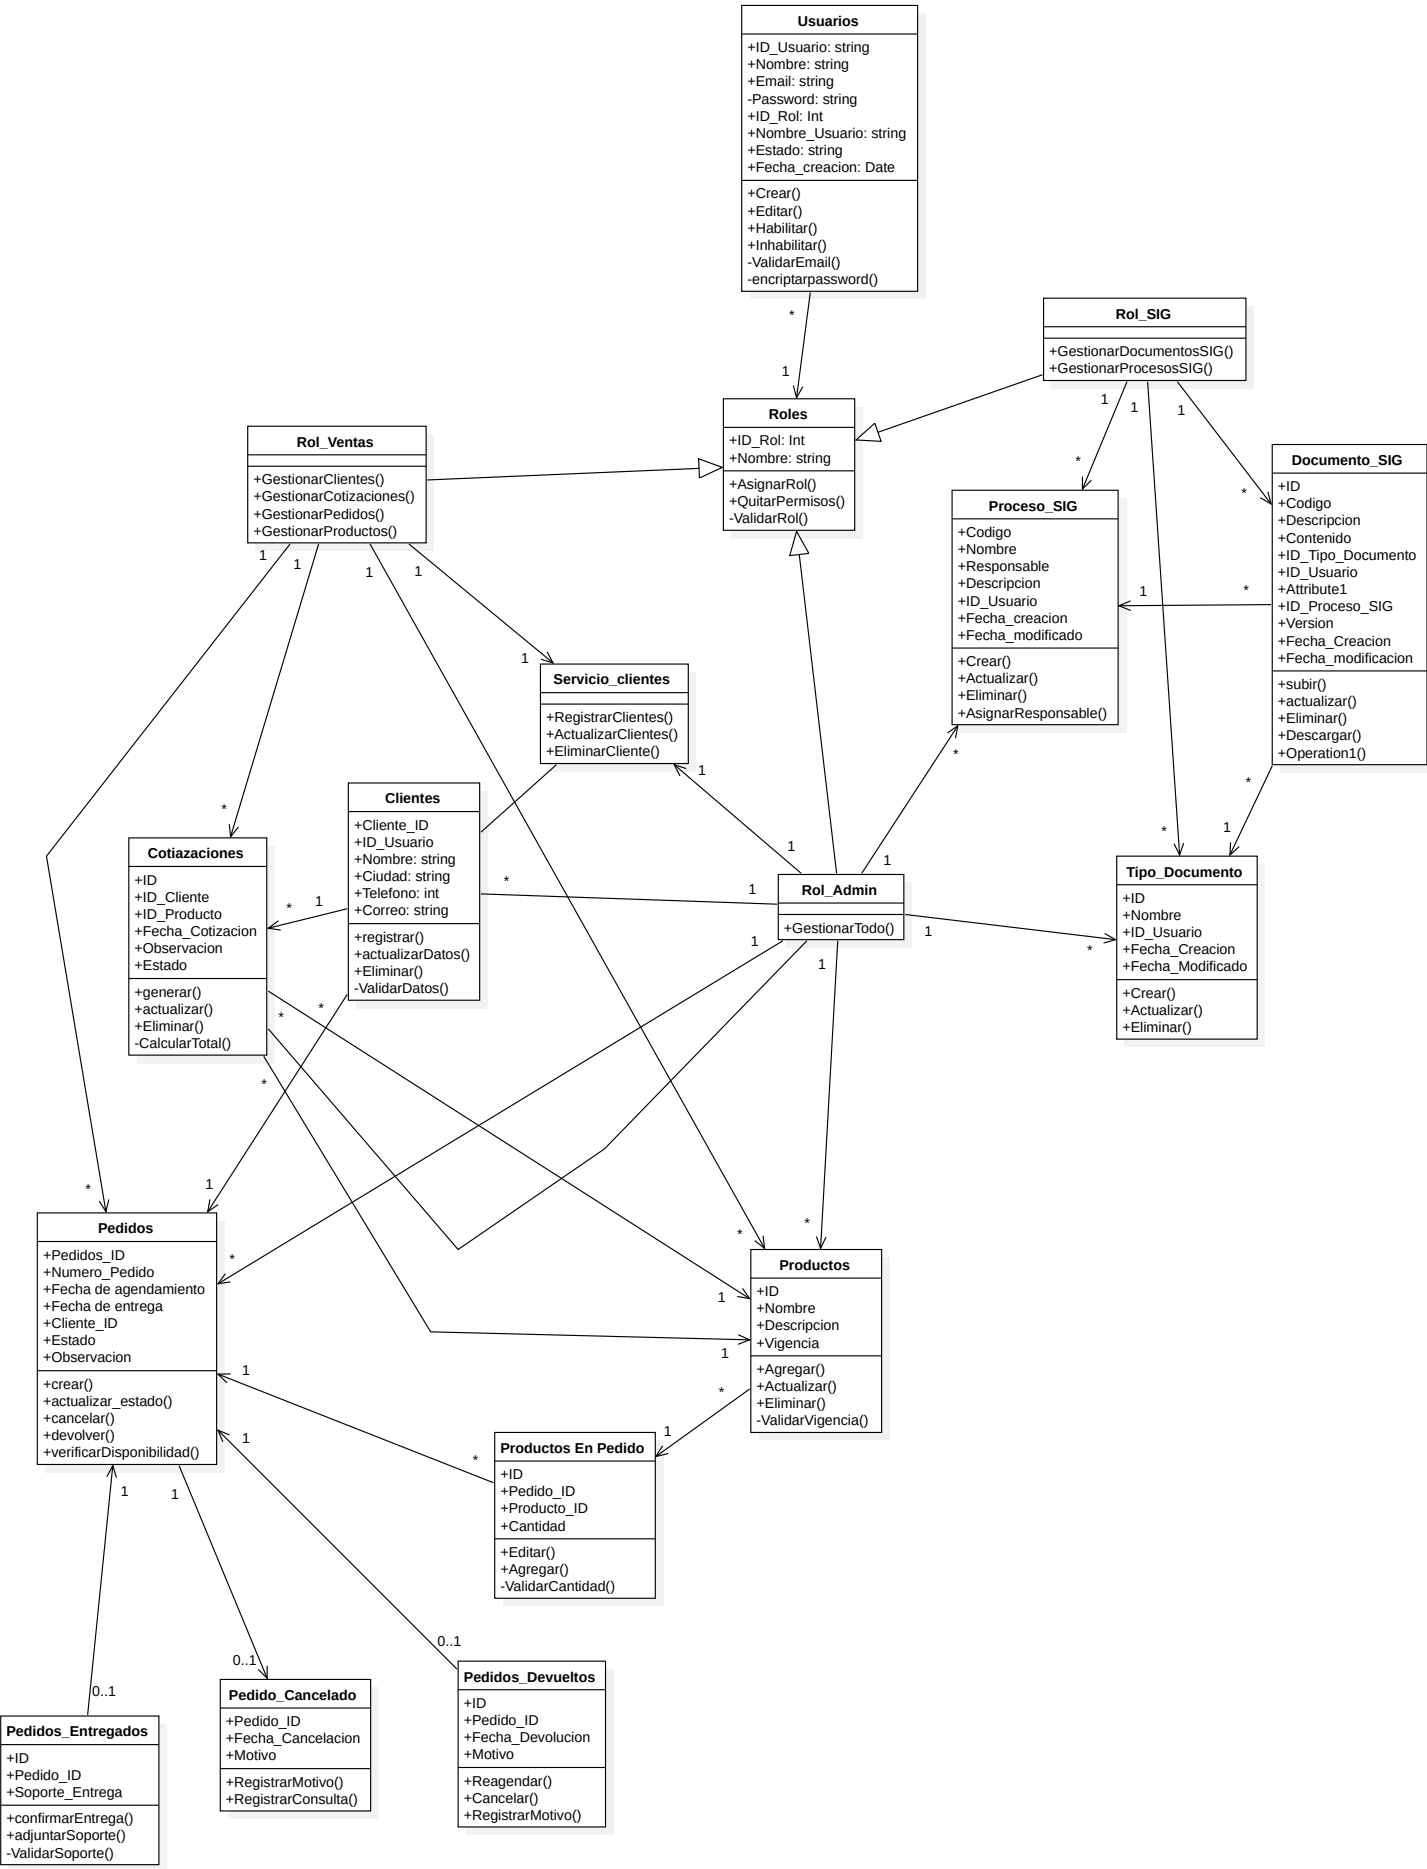 Usuarios
+ID_Usuario: string
+Nombre: string
+Email: string
-Password: string
+ID_Rol: Int
+Nombre_Usuario: string
+Estado: string
+Fecha_creacion: Date
+Crear()
+Editar()
+Habilitar()
+Inhabilitar()
-ValidarEmail()
-encriptarpassword()
*
1
Rol_SIG
+GestionarDocumentosSIG()
+GestionarProcesosSIG()
1
1
1
*
*
*
Roles
+ID_Rol: Int
+Nombre: string
+AsignarRol()
+QuitarPermisos()
-ValidarRol()
Rol_Ventas
+GestionarClientes()
+GestionarCotizaciones()
+GestionarPedidos()
+GestionarProductos()
1
1
1
1
1
*
*
*
Documento_SIG
+ID
+Codigo
+Descripcion
+Contenido
+ID_Tipo_Documento
+ID_Usuario
+Attribute1
+ID_Proceso_SIG
+Version
+Fecha_Creacion
+Fecha_modificacion
+subir()
+actualizar()
+Eliminar()
+Descargar()
+Operation1()
1
*
*
1
Proceso_SIG
+Codigo
+Nombre
+Responsable
+Descripcion
+ID_Usuario
+Fecha_creacion
+Fecha_modificado
+Crear()
+Actualizar()
+Eliminar()
+AsignarResponsable()
*
Servicio_clientes
+RegistrarClientes()
+ActualizarClientes()
+EliminarCliente()
1
Clientes
+Cliente_ID
+ID_Usuario
+Nombre: string
+Ciudad: string
+Telefono: int
+Correo: string
+registrar()
+actualizarDatos()
+Eliminar()
-ValidarDatos()
*
1
*
*
1
Cotiazaciones
+ID
+ID_Cliente
+ID_Producto
+Fecha_Cotizacion
+Observacion
+Estado
+generar()
+actualizar()
+Eliminar()
-CalcularTotal()
*
*
Rol_Admin
+GestionarTodo()
1
1
1
1
1
1
*
Tipo_Documento
+ID
+Nombre
+ID_Usuario
+Fecha_Creacion
+Fecha_Modificado
+Crear()
+Actualizar()
+Eliminar()
Pedidos
+Pedidos_ID
+Numero_Pedido
+Fecha de agendamiento
+Fecha de entrega
+Cliente_ID
+Estado
+Observacion
+crear()
+actualizar_estado()
+cancelar()
+devolver()
+verificarDisponibilidad()
*
1
1
1
1
*
1
1
Productos
+ID
+Nombre
+Descripcion
+Vigencia
+Agregar()
+Actualizar()
+Eliminar()
-ValidarVigencia()
*
1
Productos En Pedido
+ID
+Pedido_ID
+Producto_ID
+Cantidad
+Editar()
+Agregar()
-ValidarCantidad()
*
0..1
Pedidos_Devueltos
+ID
+Pedido_ID
+Fecha_Devolucion
+Motivo
+Reagendar()
+Cancelar()
+RegistrarMotivo()
0..1
Pedido_Cancelado
+Pedido_ID
+Fecha_Cancelacion
+Motivo
+RegistrarMotivo()
+RegistrarConsulta()
0..1
Pedidos_Entregados
+ID
+Pedido_ID
+Soporte_Entrega
+confirmarEntrega()
+adjuntarSoporte()
-ValidarSoporte()